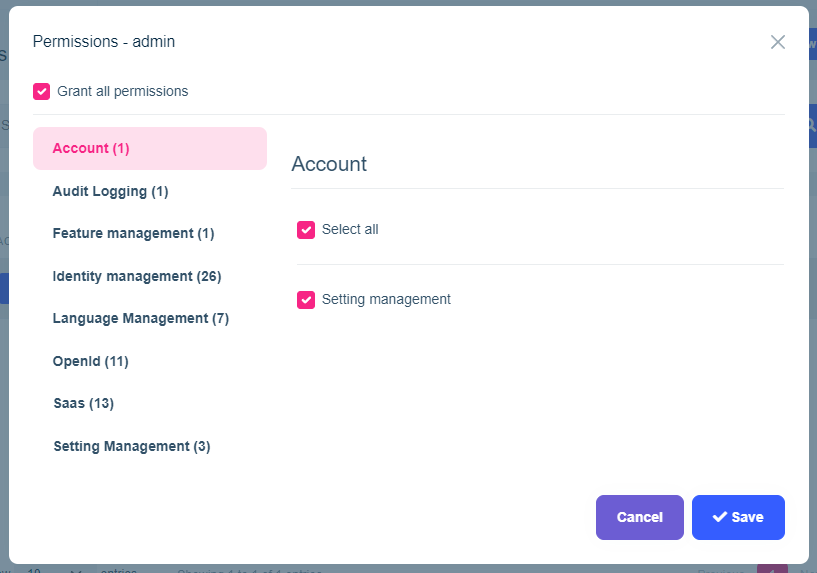 Permissions - admin
Grant all permissions
Account (1)
Audit Logging (1)
Feature management (1)
Identity management (26)
Language Management (7)
OpenId (11)
Saas (13)
Setting Management (3)
Account
Select all
Setting management
Cancel
Save